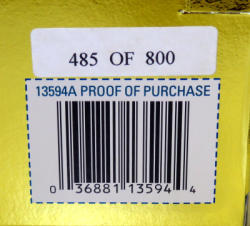 485 OF 800
13594A PROOF OF PURCHASE
0 36881 13594 4